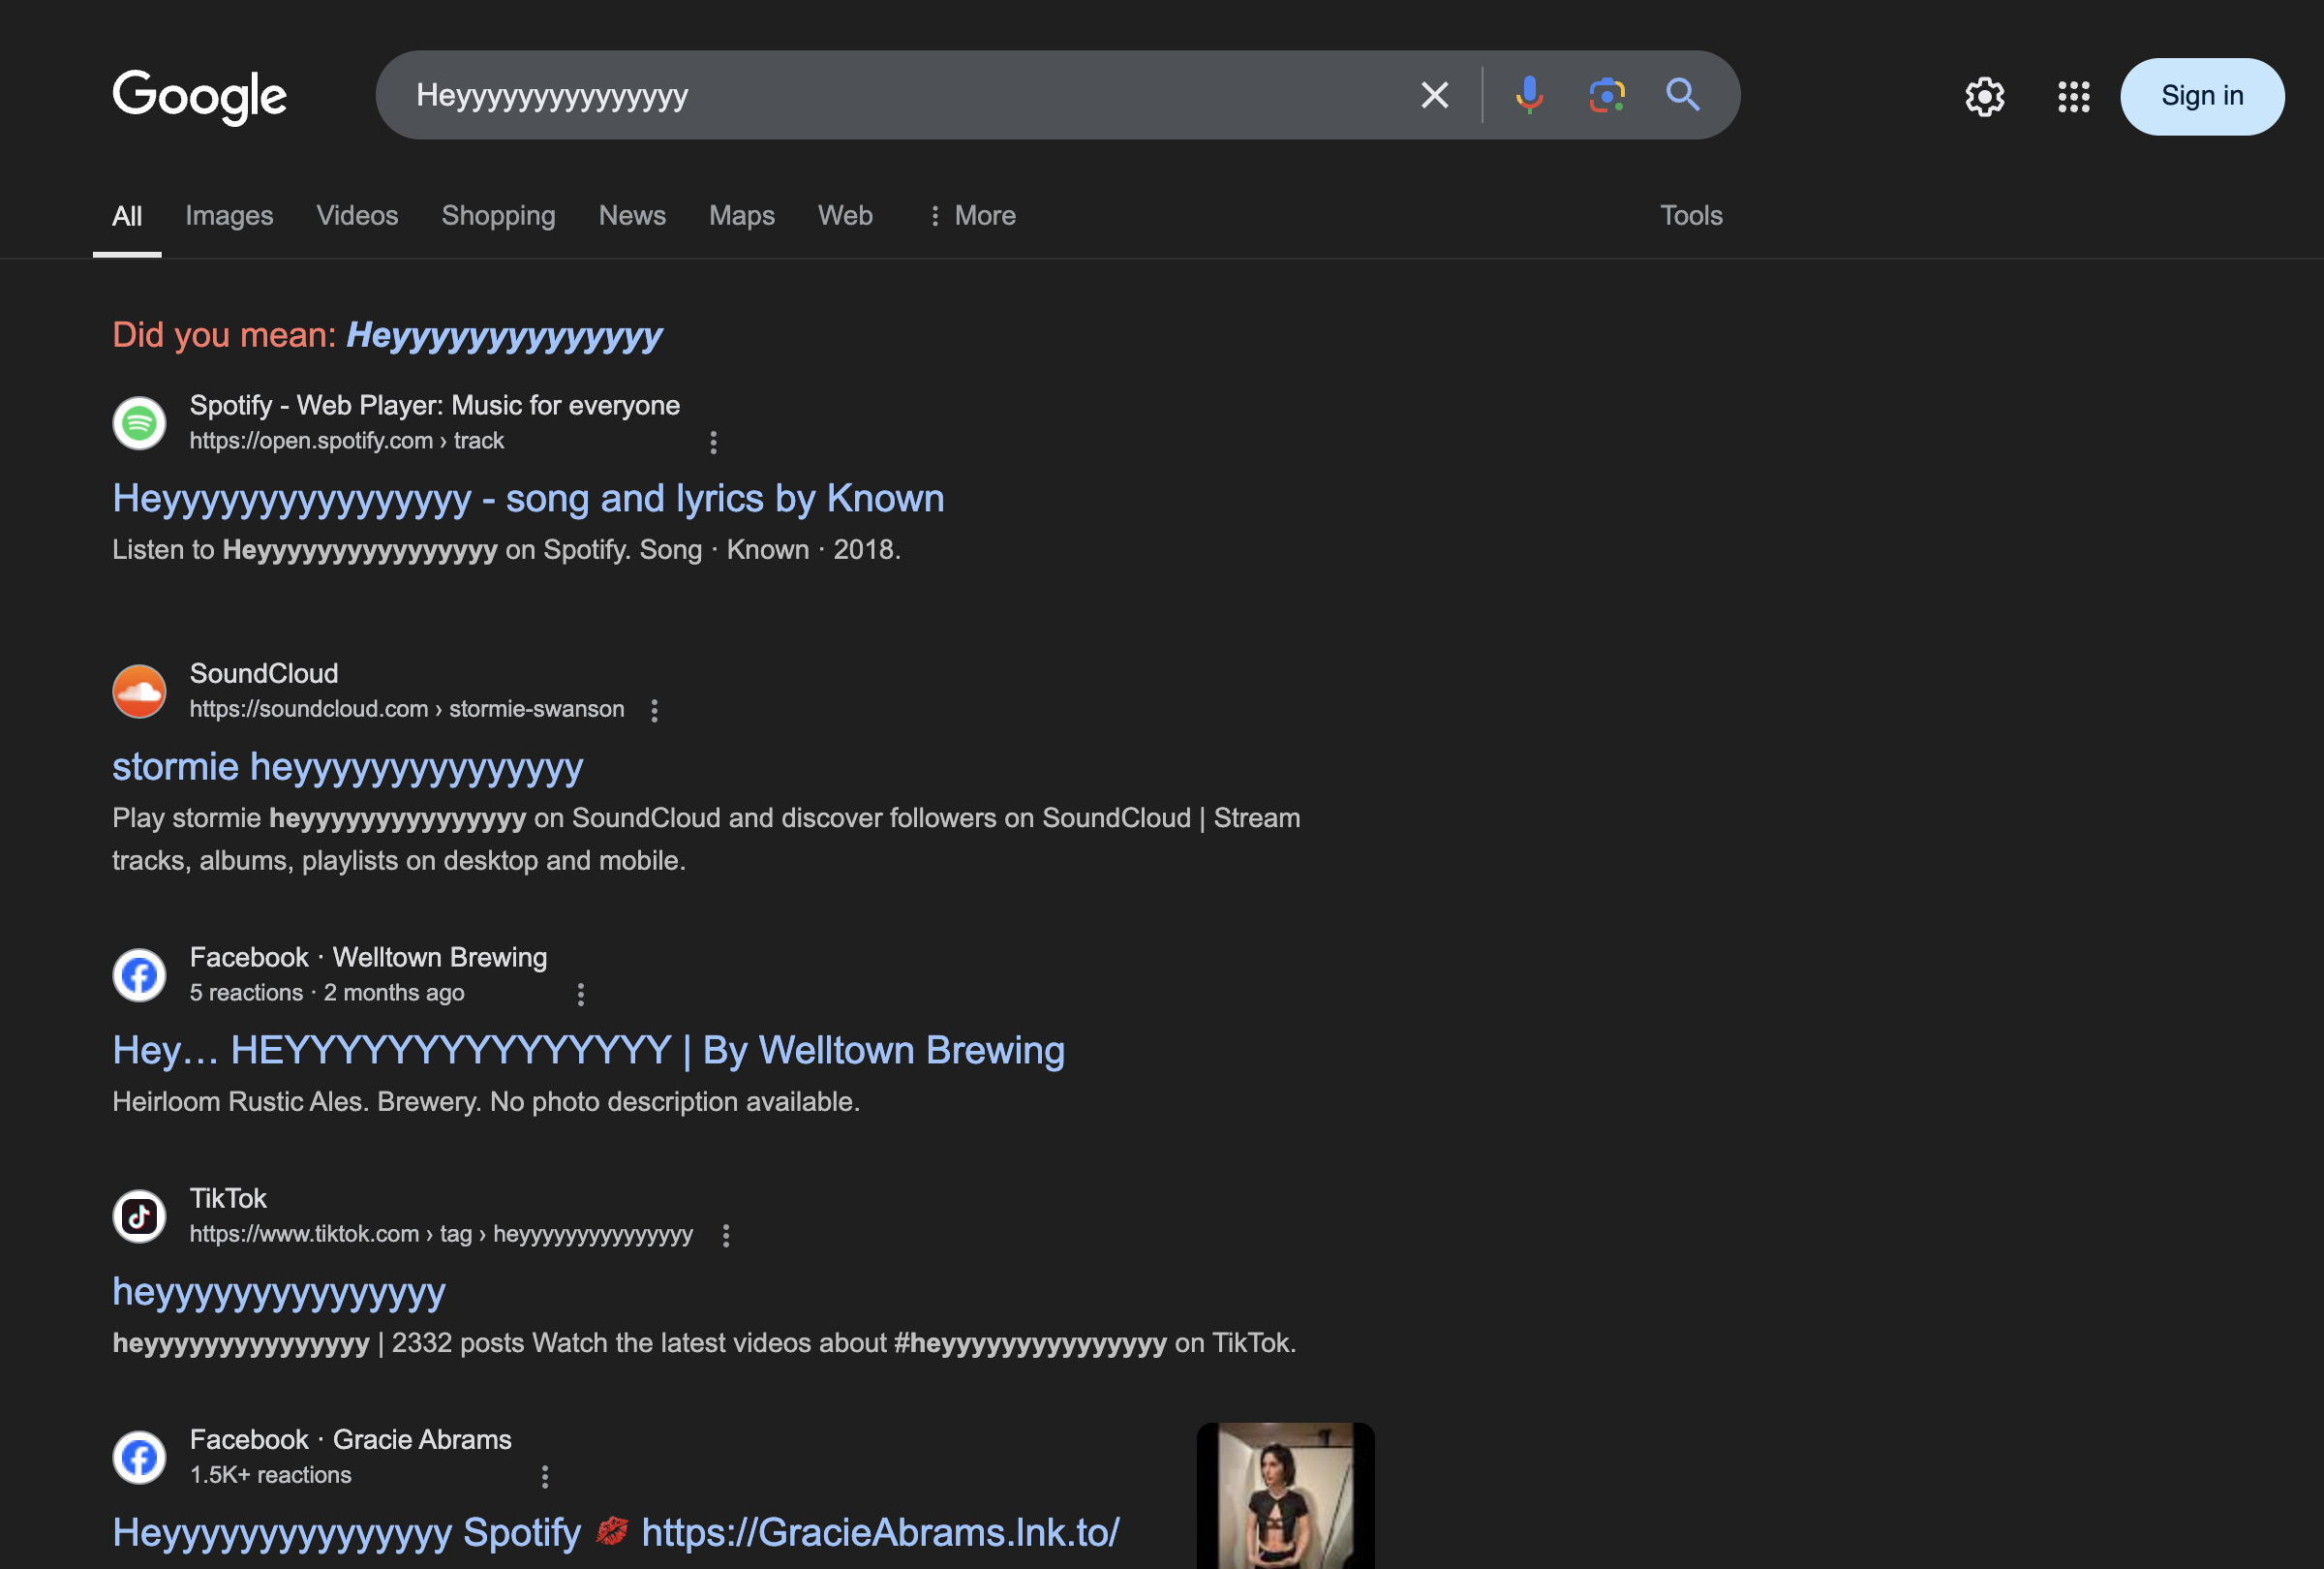 Google
Heyyyyyyyyyyyyyyy
Sign in
All
Images
Videos
Shopping
News
Maps
Web
More
Tools
Did you mean: Heyyyyyyyyyyyyyy
Spotify - Web Player: Music for everyone
https://open.spotify.com › track
Heyyyyyyyyyyyyyyyy - song and lyrics by Known
Listen to Heyyyyyyyyyyyyyyyy on Spotify. Song · Known · 2018.
SoundCloud
https://soundcloud.com › stormie-swanson
stormie heyyyyyyyyyyyyyyy
Play stormie heyyyyyyyyyyyyyyy on SoundCloud and discover followers on SoundCloud | Stream
tracks, albums, playlists on desktop and mobile.
Facebook · Welltown Brewing
5 reactions · 2 months ago
Hey… HEYYYYYYYYYYYYYYY | By Welltown Brewing
Heirloom Rustic Ales. Brewery. No photo description available.
TikTok
https://www.tiktok.com › tag › heyyyyyyyyyyyyyyy
heyyyyyyyyyyyyyyy
heyyyyyyyyyyyyyyy | 2332 posts Watch the latest videos about #heyyyyyyyyyyyyyyy on TikTok.
Facebook · Gracie Abrams
1.5K+ reactions
Heyyyyyyyyyyyyyyy Spotify 💋 https://GracieAbrams.lnk.to/